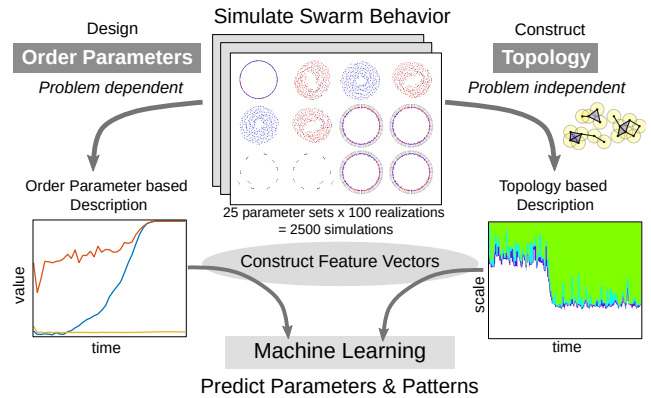 Simulate Swarm Behavior
Design
Order Parameters
Problem dependent
Construct
Topology
Problem independent
Order Parameter based
Description
value
time
25 parameter sets x 100 realizations
= 2500 simulations
Topology based
Description
scale
time
Construct Feature Vectors
Machine Learning
Predict Parameters & Patterns